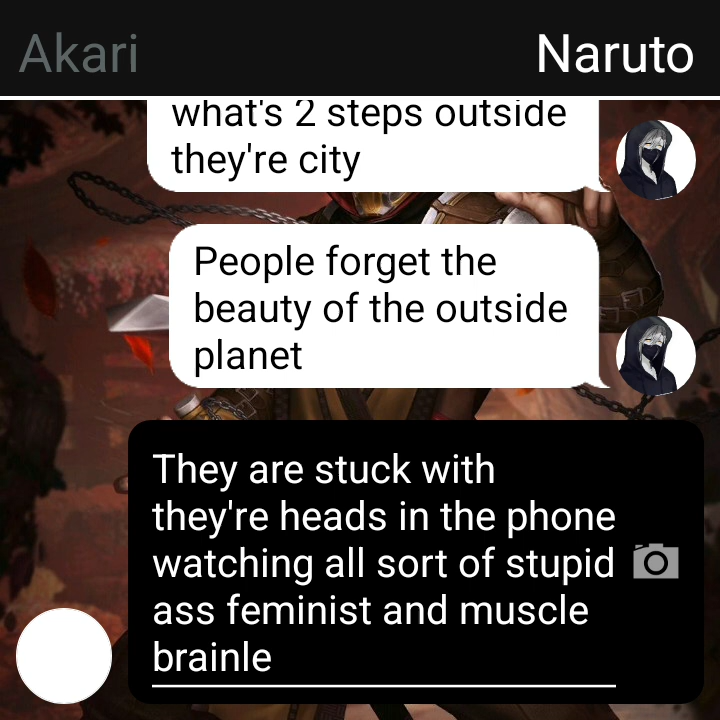 Akari
Naruto
what's 2 steps outside
they're city
People forget the
beauty of the outside
planet
They are stuck with
they're heads in the phone
watching all sort of stupid
ass feminist and muscle
brainle